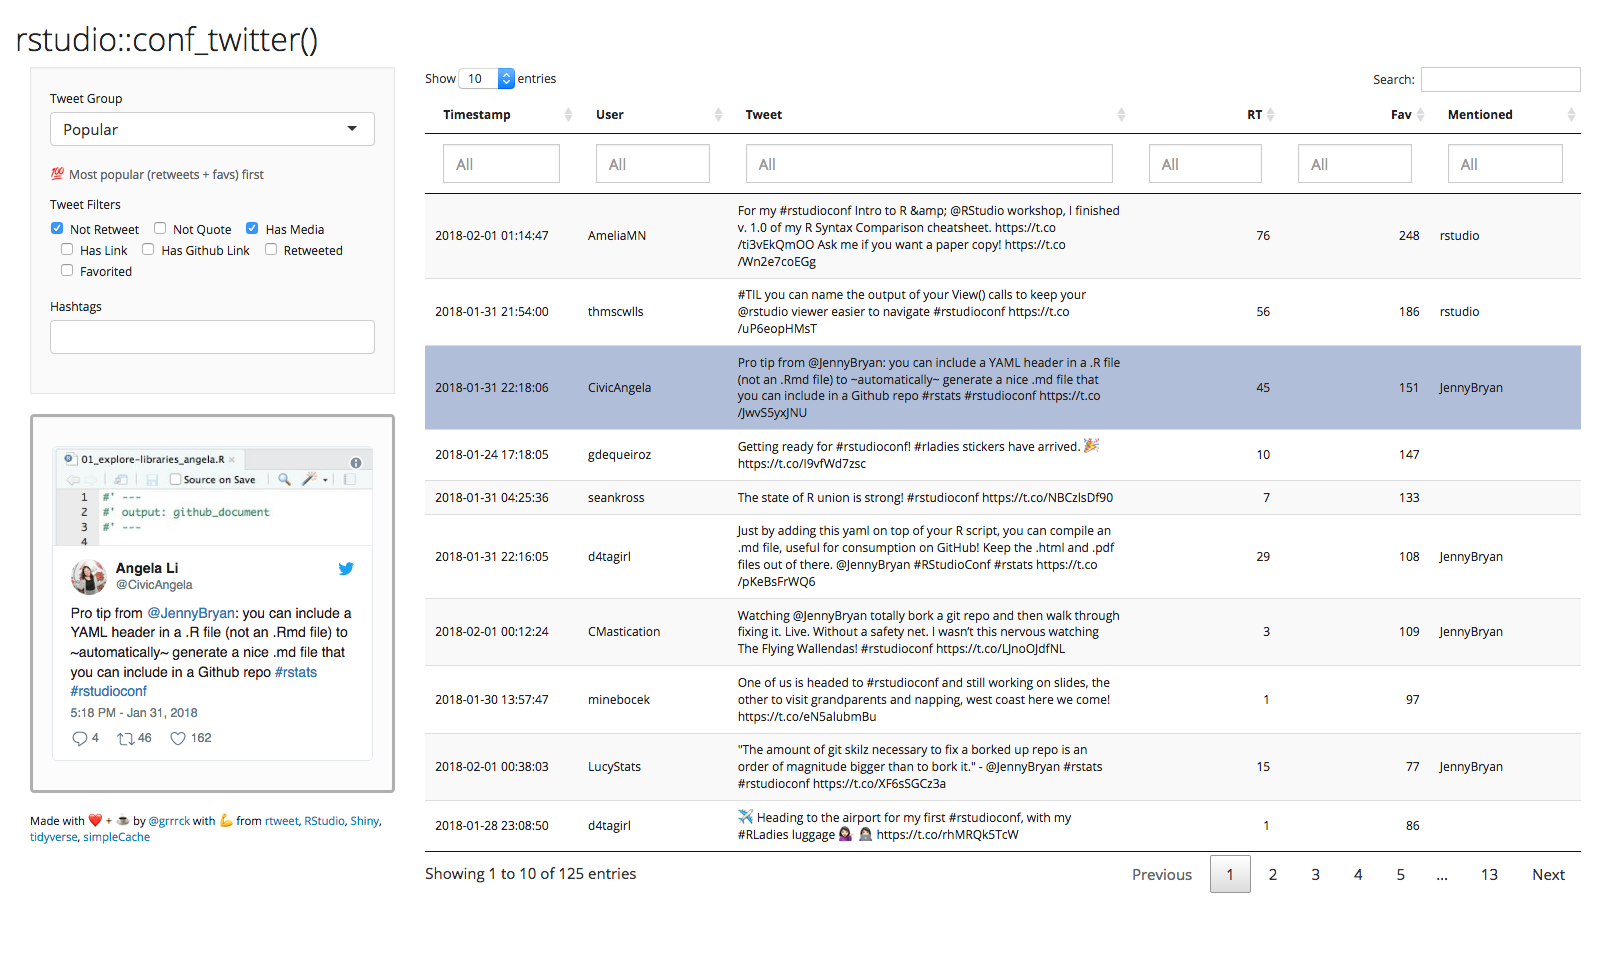 rstudio::conf_twitter()
Tweet Group
Popular
💯 Most popular (retweets + favs) first
Tweet Filters
Not Retweet Not Quote Has Media
Has Link Has Github Link Retweeted
Favorited
Hashtags
01_explore-libraries_angela.R
Source on Save
1 #' ---
2 #' output: github_document
3 #' ---
4
Angela Li
@CivicAngela
Pro tip from @JennyBryan: you can include a
YAML header in a .R file (not an .Rmd file) to
~automatically~ generate a nice .md file that
you can include in a Github repo #rstats
#rstudioconf
5:18 PM - Jan 31, 2018
4 46 162
Made with ❤️ + ☕ by @grrrck with 💪 from rtweet, RStudio, Shiny,
tidyverse, simpleCache
Show 10 entries
Search:
Timestamp User Tweet RT Fav Mentioned
All All All All All All
2018-02-01 01:14:47 AmeliaMN
For my #rstudioconf Intro to R &amp; @RStudio workshop, I finished
v. 1.0 of my R Syntax Comparison cheatsheet. https://t.co
/ti3vEkQmOO Ask me if you want a paper copy! https://t.co
/Wn2e7coEGg
76 248 rstudio
2018-01-31 21:54:00 thmscwlls
#TIL you can name the output of your View() calls to keep your
@rstudio viewer easier to navigate #rstudioconf https://t.co
/uP6eopHMsT
56 186 rstudio
2018-01-31 22:18:06 CivicAngela
Pro tip from @JennyBryan: you can include a YAML header in a .R file
(not an .Rmd file) to ~automatically~ generate a nice .md file that
you can include in a Github repo #rstats #rstudioconf https://t.co
/JwvS5yxJNU
45 151 JennyBryan
2018-01-24 17:18:05 gdequeiroz
Getting ready for #rstudioconf! #rladies stickers have arrived. 🎉
https://t.co/I9vfWd7zsc
10 147
2018-01-31 04:25:36 seankross
The state of R union is strong! #rstudioconf https://t.co/NBCzlsDf90
7 133
2018-01-31 22:16:05 d4tagirl
Just by adding this yaml on top of your R script, you can compile an
.md file, useful for consumption on GitHub! Keep the .html and .pdf
files out of there. @JennyBryan #RStudioConf #rstats https://t.co
/pKeBsFrWQ6
29 108 JennyBryan
2018-02-01 00:12:24 CMastication
Watching @JennyBryan totally bork a git repo and then walk through
fixing it. Live. Without a safety net. I wasn't this nervous watching
The Flying Wallendas! #rstudioconf https://t.co/LJnoOJdfNL
3 109 JennyBryan
2018-01-30 13:57:47 minebocek
One of us is headed to #rstudioconf and still working on slides, the
other to visit grandparents and napping, west coast here we come!
https://t.co/eN5alubmBu
1 97
2018-02-01 00:38:03 LucyStats
"The amount of git skilz necessary to fix a borked up repo is an
order of magnitude bigger than to bork it." - @JennyBryan #rstats
#rstudioconf https://t.co/XF6sSGCz3a
15 77 JennyBryan
2018-01-28 23:08:50 d4tagirl
✈️ Heading to the airport for my first #rstudioconf, with my
#RLadies luggage 💁🏻 👩🏻‍💻 https://t.co/rhMRQk5TcW
1 86
Showing 1 to 10 of 125 entries
Previous 1 2 3 4 5 ... 13 Next